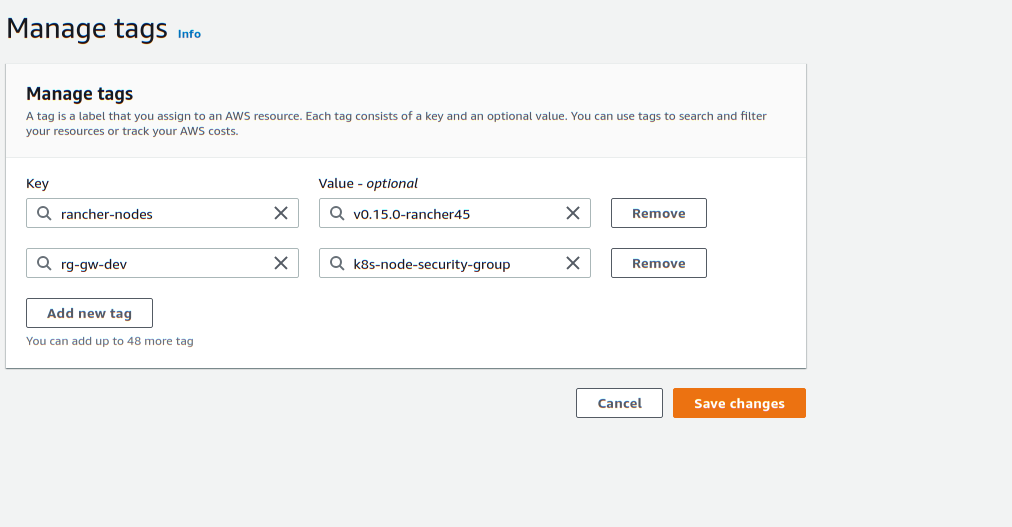 Manage tags Info
Manage tags
A tag is a label that you assign to an AWS resource. Each tag consists of a key and an optional value. You can use tags to search and filter
your resources or track your AWS costs.
Key Value - optional
rancher-nodes v0.15.0-rancher45 Remove
rg-gw-dev k8s-node-security-group Remove
Add new tag
You can add up to 48 more tag
Cancel Save changes